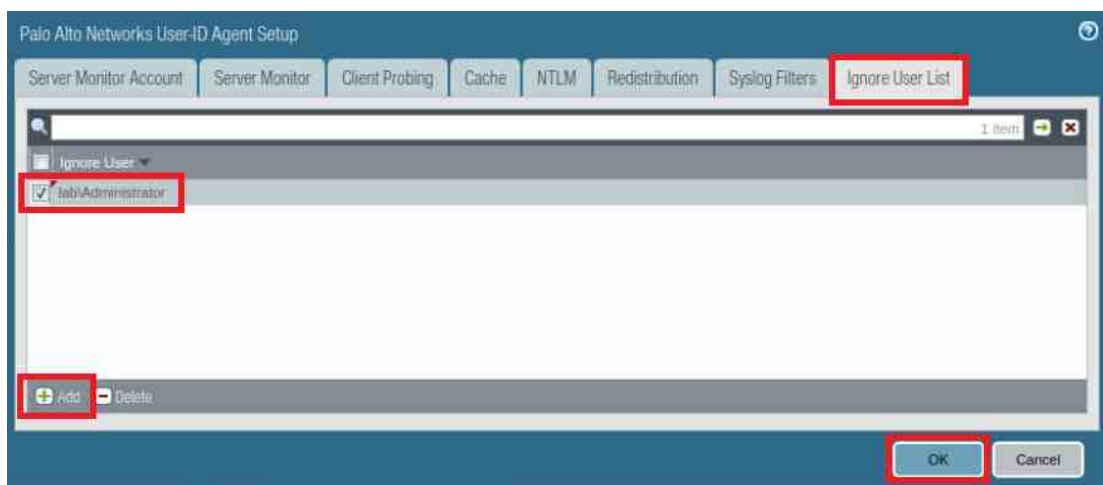 Palo Alto Networks User-ID Agent Setup
Server Monitor Account Server Monitor Client Probing Cache NTLM Redistribution Syslog Filters Ignore User List
1 item
Ignore User
lab\Administrator
Add Delete
OK Cancel